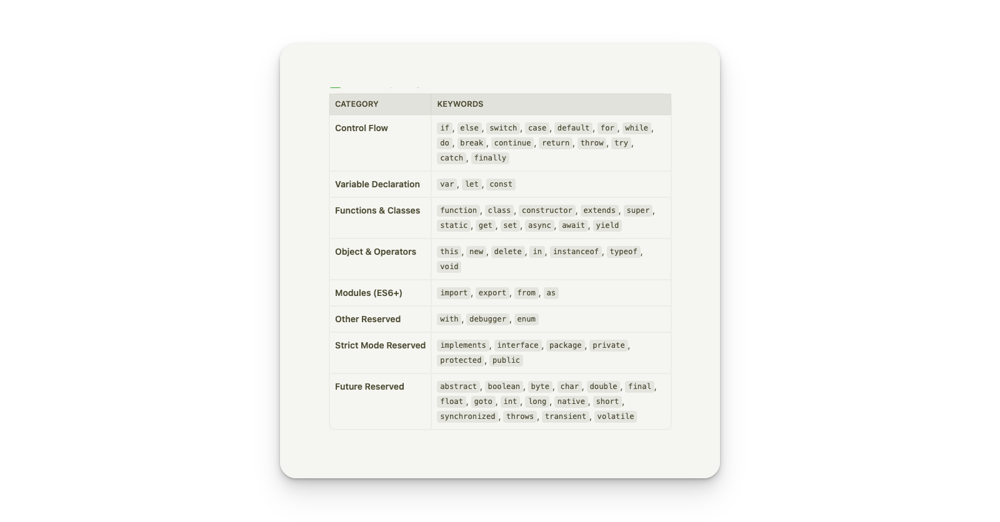 CATEGORY KEYWORDS
Control Flow if, else, switch, case, default, for, while,
do, break, continue, return, throw, try,
catch, finally
Variable Declaration var, let, const
Functions & Classes function, class, constructor, extends, super,
static, get, set, async, await, yield
Object & Operators this, new, delete, in, instanceof, typeof,
void
Modules (ES6+) import, export, from, as
Other Reserved with, debugger, enum
Strict Mode Reserved implements, interface, package, private,
protected, public
Future Reserved abstract, boolean, byte, char, double, final,
float, goto, int, long, native, short,
synchronized, throws, transient, volatile